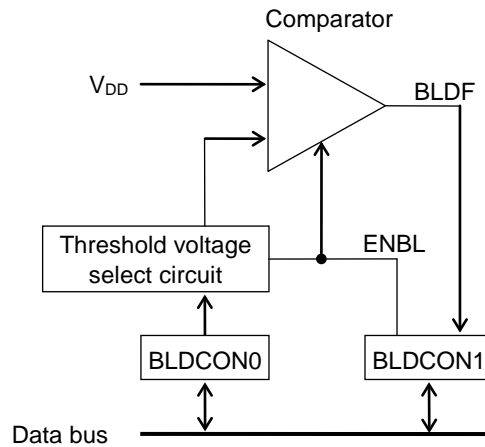 Comparator
VDD
BLDF
Threshold voltage
select circuit
ENBL
BLDCON0
BLDCON1
Data bus